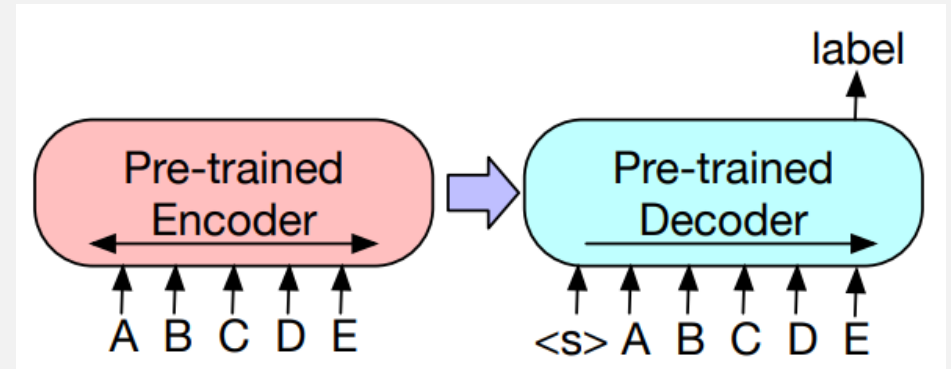 label
Pre-trained
Encoder
Pre-trained
Decoder
A B C D E
<s> A B C D E